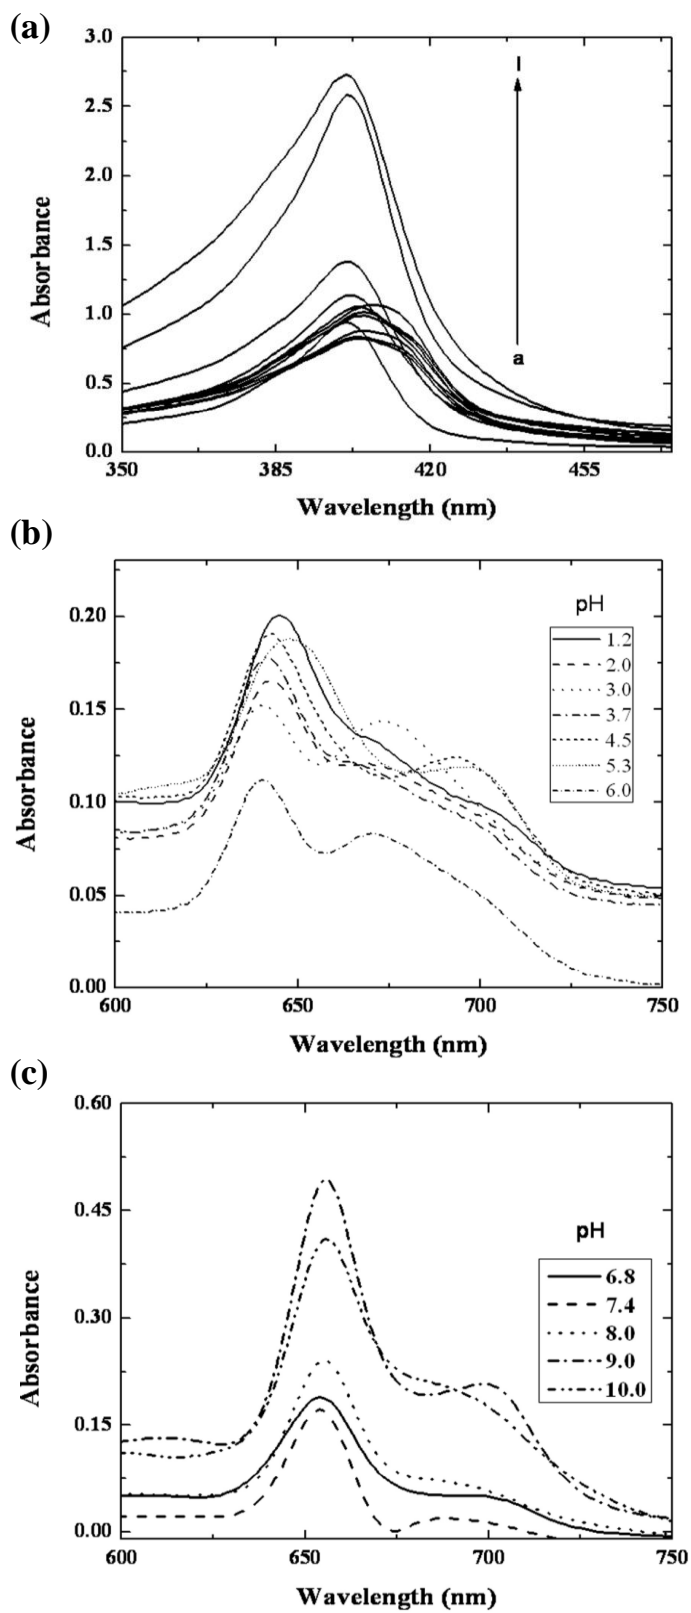 (a)
3.0
2.5
2.0
1.5
1.0
0.5
0.0
Absorbance
l
a
350 385 420 455
Wavelength (nm)
(b)
0.20
0.15
0.10
0.05
0.00
Absorbance
pH
1.2
2.0
3.0
3.7
4.5
5.3
6.0
600 650 700 750
Wavelength (nm)
(c)
0.60
0.45
0.30
0.15
0.00
Absorbance
pH
6.8
7.4
8.0
9.0
10.0
600 650 700 750
Wavelength (nm)